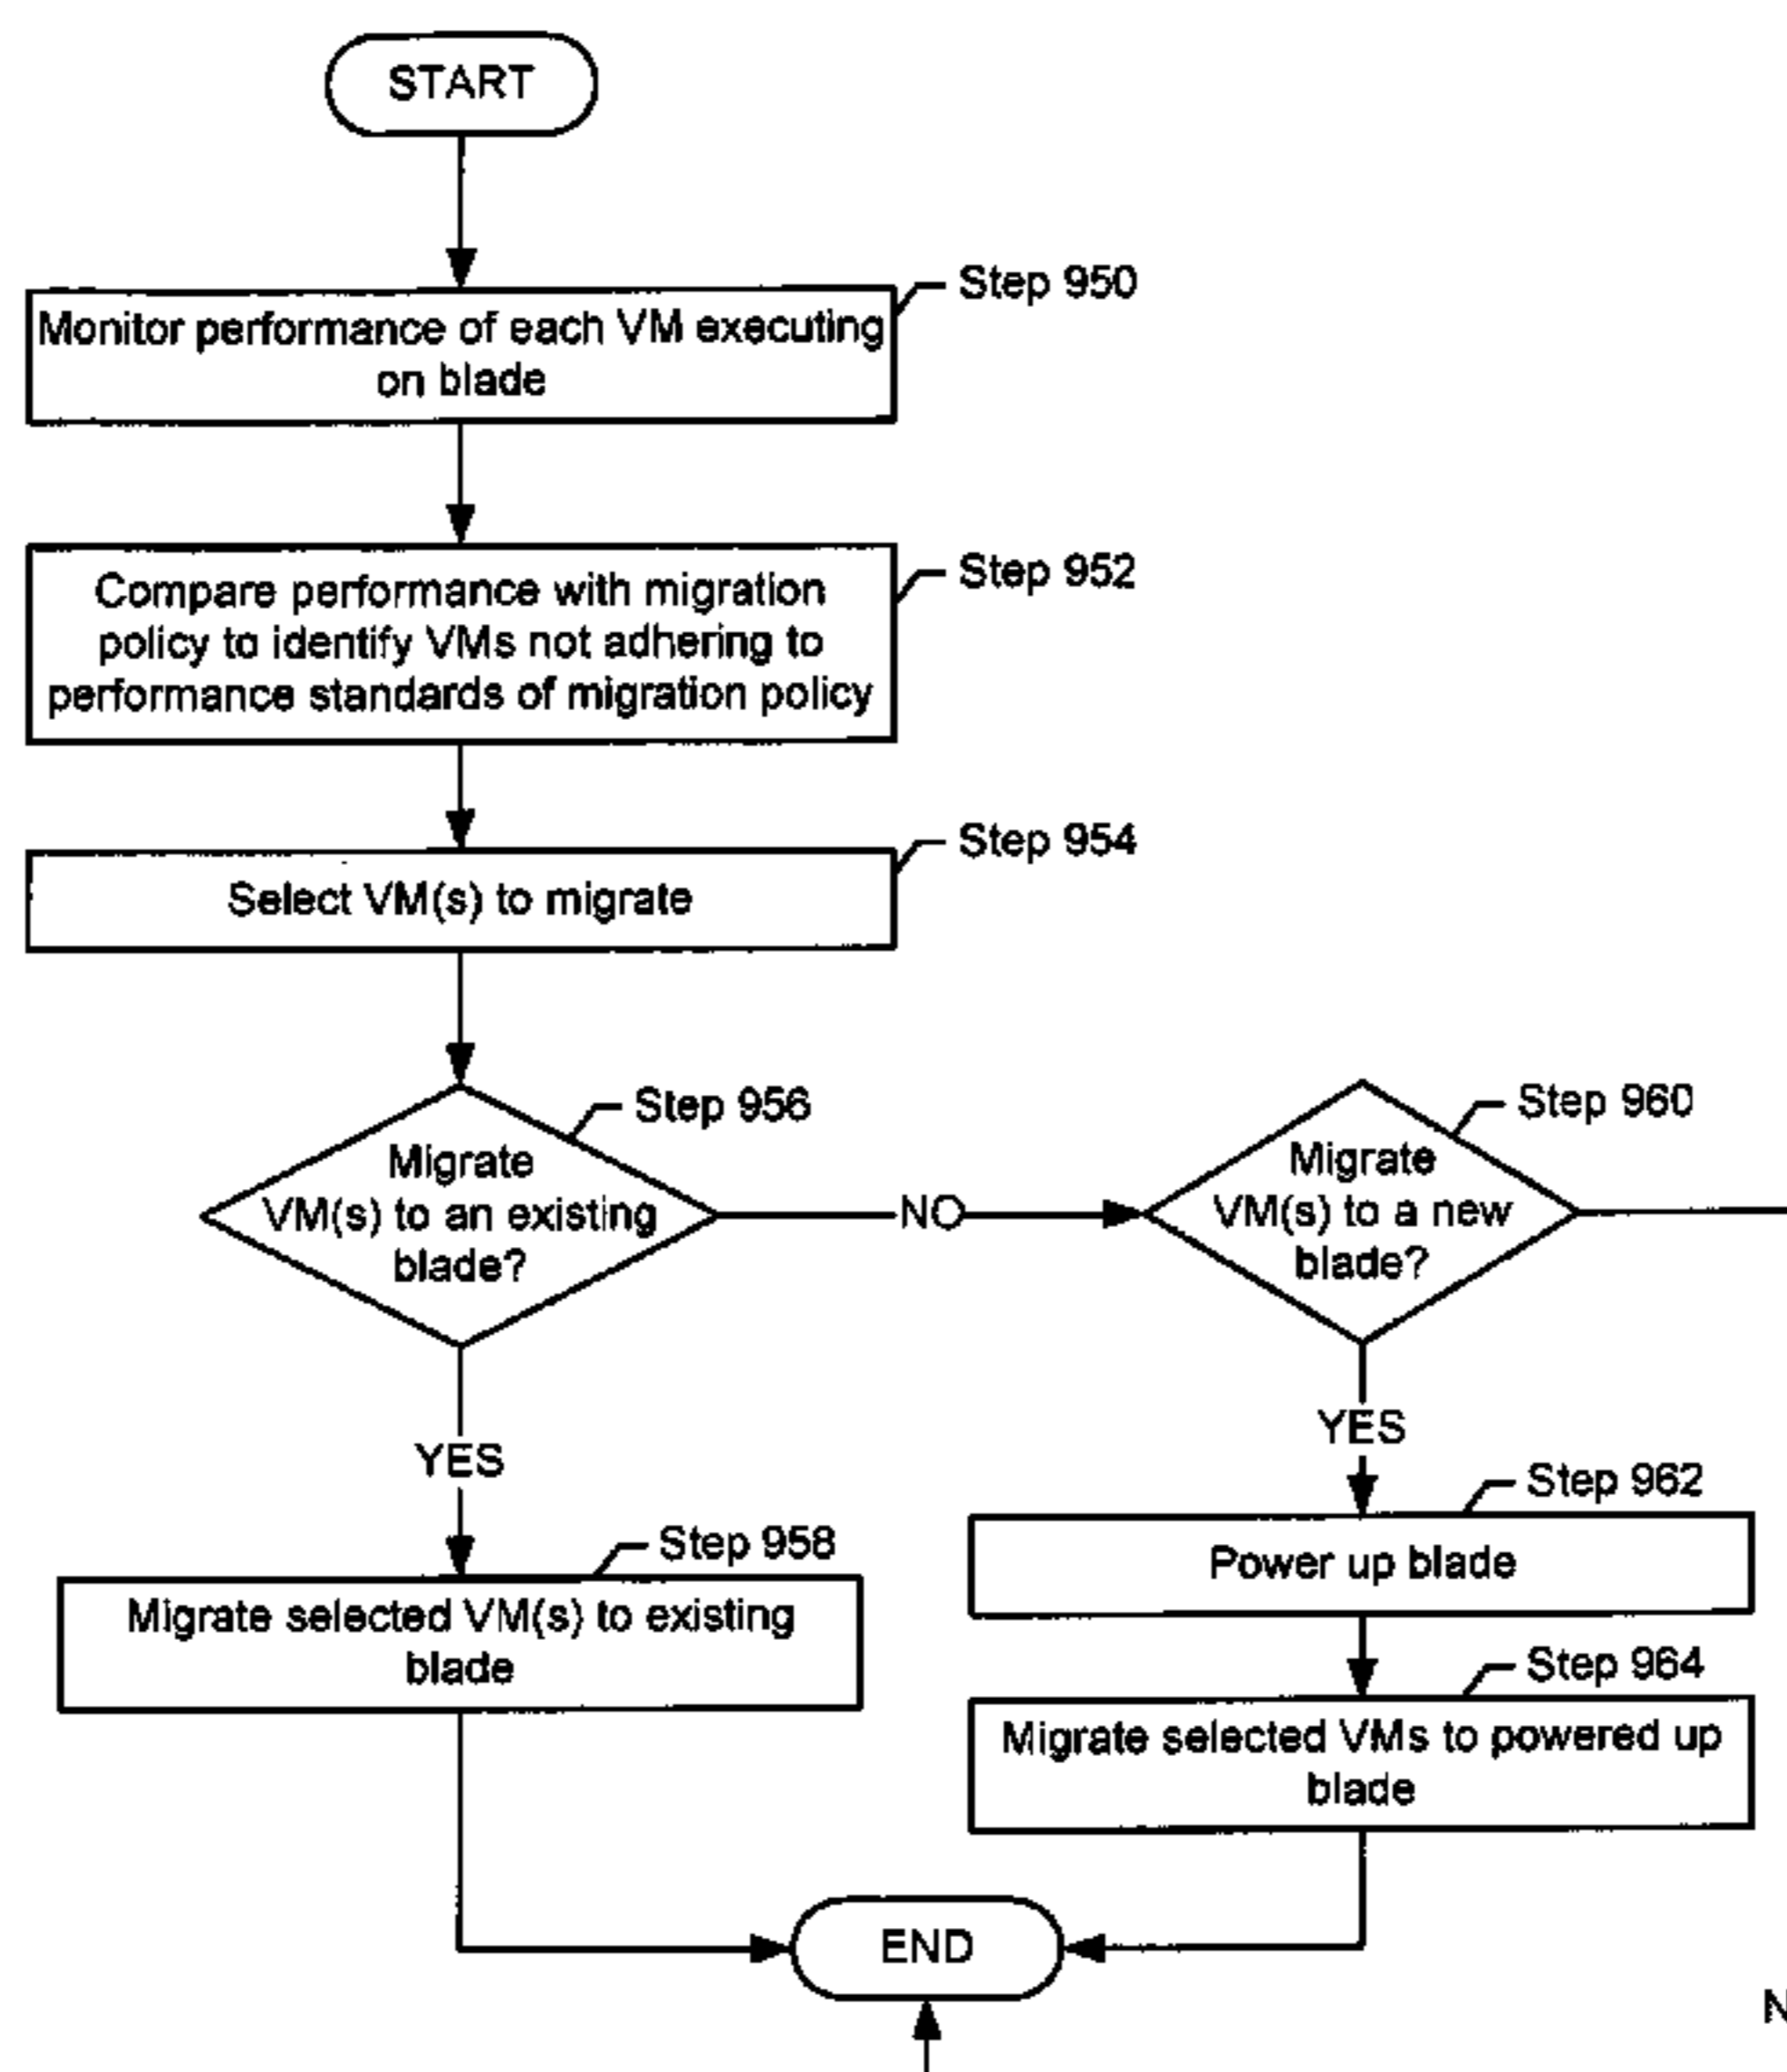 START
Step 950
Monitor performance of each VM executing
on blade
Step 952
Compare performance with migration
policy to identify VMs not adhering to
performance standards of migration policy
Step 954
Select VM(s) to migrate
Step 956
Migrate
VM(s) to an existing
blade?
NO
Step 960
Migrate
VM(s) to a new
blade?
YES
YES
Step 958
Migrate selected VM(s) to existing
blade
Step 962
Power up blade
Step 964
Migrate selected VMs to powered up
blade
END